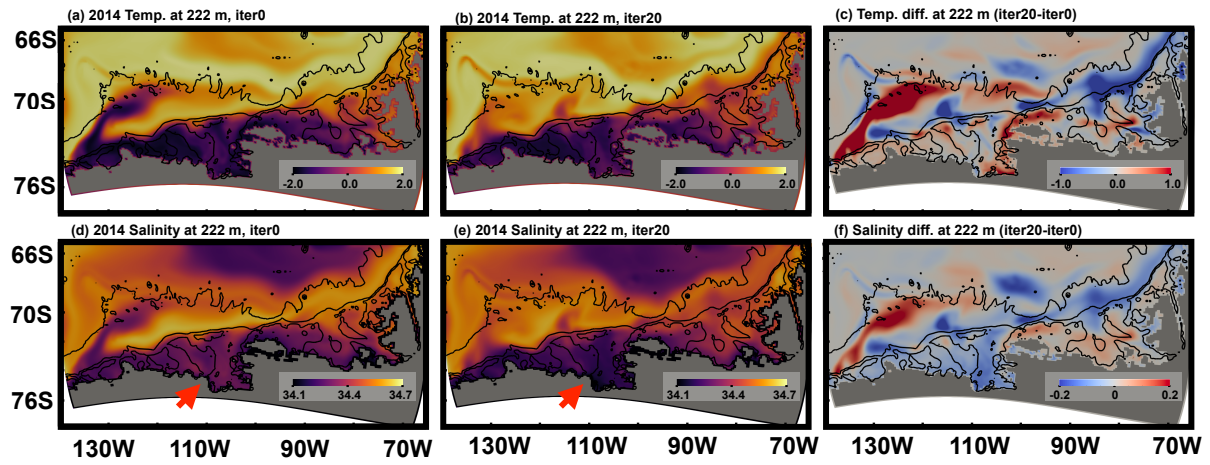 (a) 2014 Temp. at 222 m, iter0
(b) 2014 Temp. at 222 m, iter20
(c) Temp. diff. at 222 m (iter20-iter0)
66S
70S
76S
-2.0 0.0 2.0
-2.0 0.0 2.0
-1.0 0.0 1.0
(d) 2014 Salinity at 222 m, iter0
(e) 2014 Salinity at 222 m, iter20
(f) Salinity diff. at 222 m (iter20-iter0)
66S
70S
76S
34.1 34.4 34.7
34.1 34.4 34.7
-0.2 0 0.2
130W 110W 90W 70W
130W 110W 90W 70W
130W 110W 90W 70W